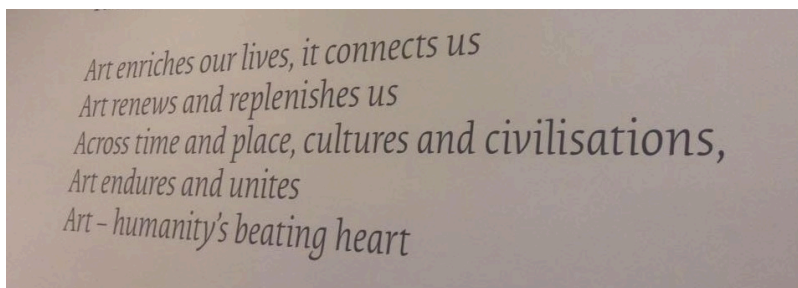 Art enriches our lives, it connects us
Art renews and replenishes us
Across time and place, cultures and civilisations,
Art endures and unites
Art – humanity's beating heart